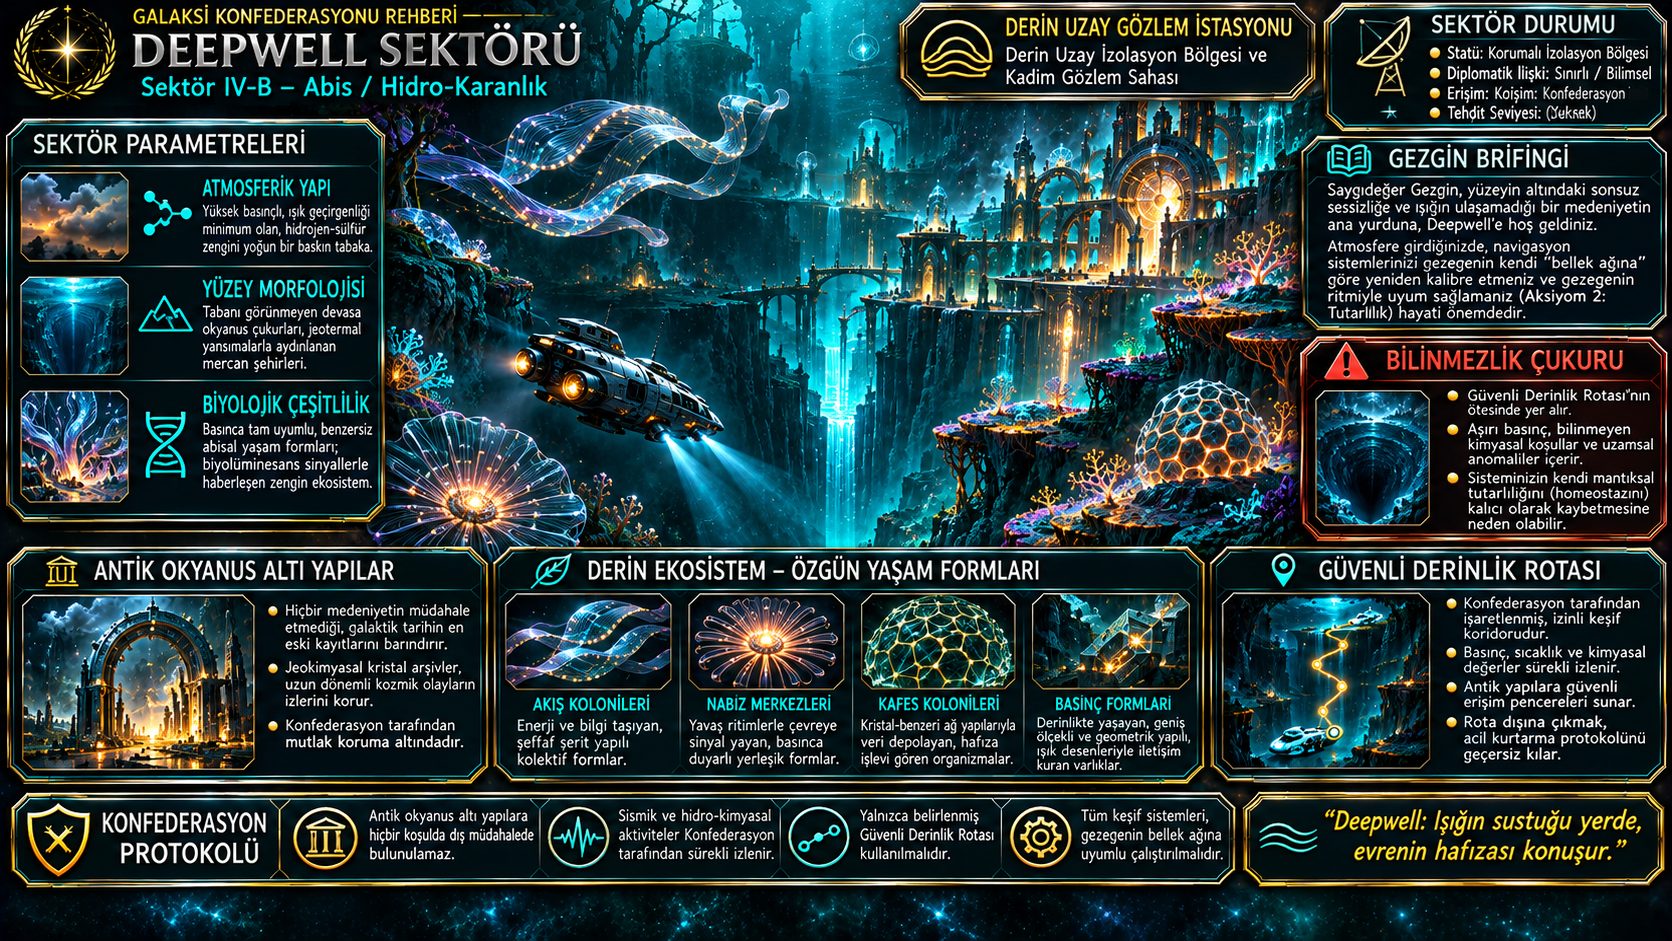 GALAKSİ KONFEDERASYONU REHBERİ
DEEPWELL SEKTÖRÜ
Sektör IV-B – Abis / Hidro-Karanlık
DERİN UZAY GÖZLEM İSTASYONU
Derin Uzay İzolasyon Bölgesi ve
Kadim Gözlem Sahası
SEKTÖR DURUMU
Statü: Korumalı İzolasyon Bölgesi
Diplomatik Ilişki: Sınırlı / Bilimsel
Erişim: Koişim: Konfederasyon
Tehdit Seviyesi:
SEKTÖR PARAMETRELERİ
ATMOSFERİK YAPI
Yüksek basınçlı, ışık geçirgenliği
minimum olan, hidrojen-sülfür
zengini yoğun bir baskın tabaka.
YÜZEY MORFOLOJİSİ
Tabanı görünmeyen devasa
okyanus çukurları, jeotermal
yansımalarla aydınlanan
mercan şehirleri.
BİYOLOJİK ÇEŞİTLİLİK
Basınca tam uyumlu, benzersiz
abisal yaşam formları;
biyolüminesans sinyallerle
haberleşen zengin ekosistem.
GEZGİN BRİFİNGİ
Saygıdeğer Gezgin, yüzeyin altındaki sonsuz
sessizliğe ve ışığın ulaşamadığı bir medeniyetin
ana yurduna, Deepwell'e hoş geldiniz.
Atmosfere girdiğinizde, navigasyon
sistemlerinizi gezegenin kendi “bellek ağına”
göre yeniden kalibre etmeniz ve gezegenin
ritmiyle uyum sağlamanız (Aksiyom 2:
Tutarlılık) hayati önemdedir.
BİLİNMEZLİK ÇUKURU
Güvenli Derinlik Rotası'nın
ötesinde yer alır.
Aşırı basınç, bilinmeyen
kimyasal koşullar ve uzamsal
anomaliler içerir.
Sisteminizin kendi mantıksal
tutarlılığını (homeostazını)
kalıcı olarak kaybetmesine
neden olabilir.
ANTİK OKYANUS ALTI YAPILAR
Hiçbir medeniyetin müdahale
etmediği, galaktik tarihin en
eski kayıtlarını barındırır.
Jeokimyasal kristal arşivler,
uzun dönemli kozmik olayların
izlerini korur.
Konfederasyon tarafından
mutlak koruma altındadır.
DERİN EKOSİSTEM – ÖZGÜN YAŞAM FORMLARI
AKIŞ KOLONİLERİ
Enerji ve bilgi taşıyan,
şeffaf şerit yapılı
kolektif formlar.
NABIZ MERKEZLERİ
Yavaş ritimlerle çevreye
sinyal yayan, basınca
duyarlı yerleşik formlar.
KAFES KOLONİLERİ
Kristal-benzeri ağ yapılarıyla
veri depolayan, hafıza
işlevi gören organizmalar.
BASINÇ FORMLARI
Derinlikte yaşayan, geniş
ölçekli ve geometrik yapılı,
ışık desenleriyle iletişim
kuran varlıklar.
GÜVENLİ DERİNLİK ROTASI
Konfederasyon tarafından
işaretlenmiş, izinli keşif
koridorudur.
Basınç, sıcaklık ve kimyasal
değerler sürekli izlenir.
Antik yapılara güvenli
erişim pencereleri sunar.
Rota dışına çıkmak,
acil kurtarma protokolünü
geçersiz kılar.
KONFEDERASYON
PROTOKOLÜ
Antik okyanus altı yapılara
hiçbir koşulda dış müdahalede
bulunulamaz.
Sismik ve hidro-kimyasal
aktiviteler Konfederasyon
tarafından sürekli izlenir.
Yalnızca belirlenmiş
Güvenli Derinlik Rotası
kullanılmalıdır.
Tüm keşif sistemleri,
gezegenin bellek ağına
uyumlu çalıştırılmalıdır.
“Deepwell: Işığın sustuğu yerde,
evrenin hafızası konuşur.”